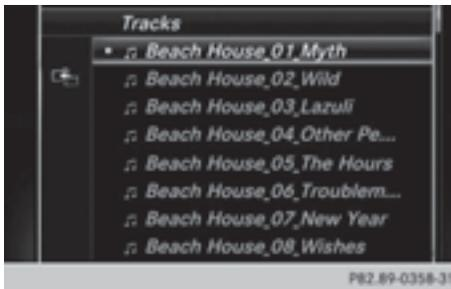 Tracks
Beach House_01_Myth
Beach House_02_Wild
Beach House_03_Lazuli
Beach House_04_Other Pe...
Beach House_05_The Hours
Beach House_06_Troublem...
Beach House_07_New Year
Beach House_08_Wishes
P82.89-0358-31